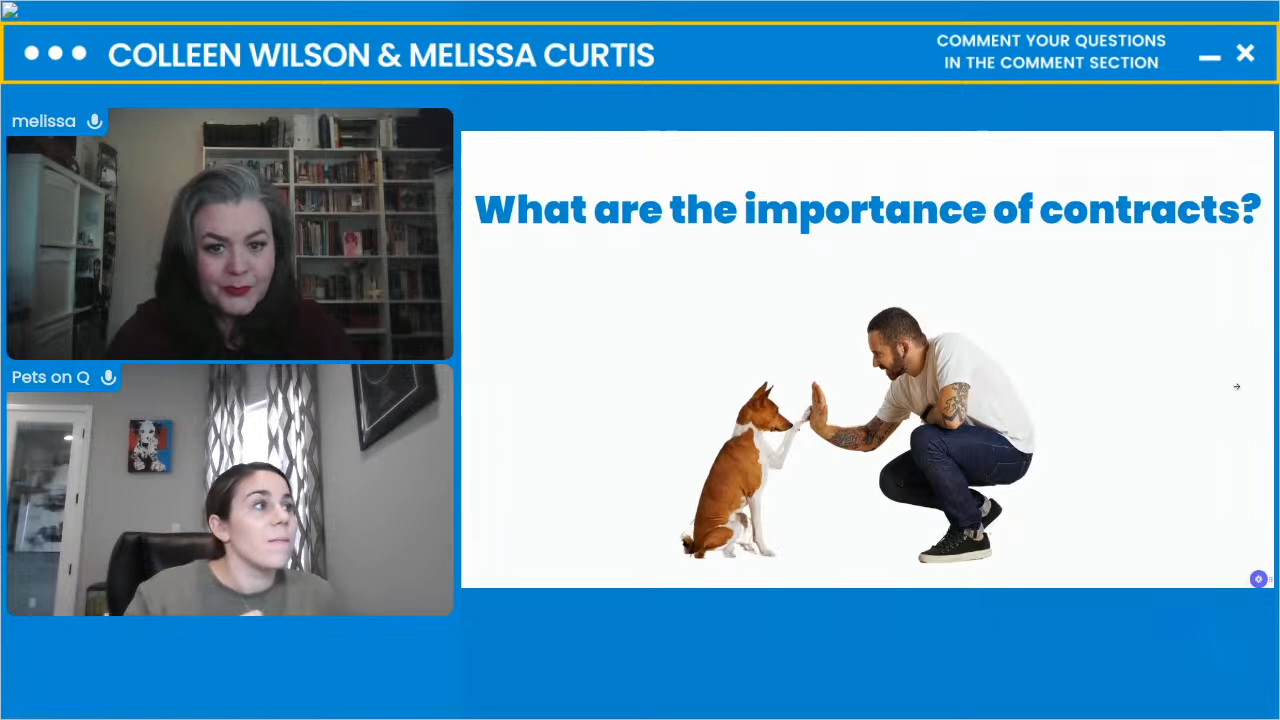 COLLEEN WILSON & MELISSA CURTIS
COMMENT YOUR QUESTIONS
IN THE COMMENT SECTION
melissa
What are the importance of contracts?
Pets on Q